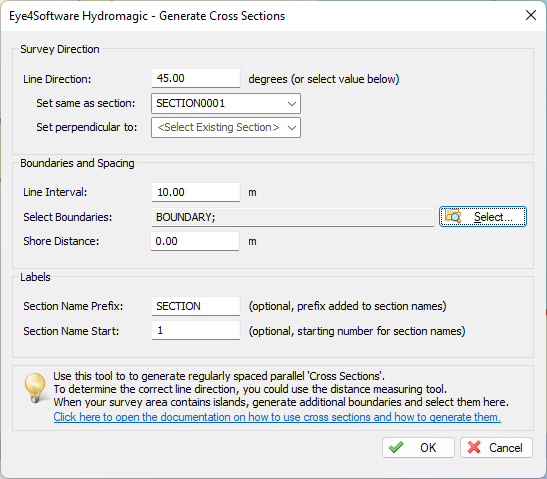 Eye4Software Hydromagic - Generate Cross Sections
Survey Direction
Line Direction: 45.00 degrees (or select value below)
Set same as section: SECTION0001
Set perpendicular to: <Select Existing Section>
Boundaries and Spacing
Line Interval: 10.00 m
Select Boundaries: BOUNDARY; Select...
Shore Distance: 0.00 m
Labels
Section Name Prefix: SECTION (optional, prefix added to section names)
Section Name Start: 1 (optional, starting number for section names)
Use this tool to to generate regularly spaced parallel 'Cross Sections'.
To determine the correct line direction, you could use the distance measuring tool.
When your survey area contains islands, generate additional boundaries and select them here.
Click here to open the documentation on how to use cross sections and how to generate them.
OK Cancel